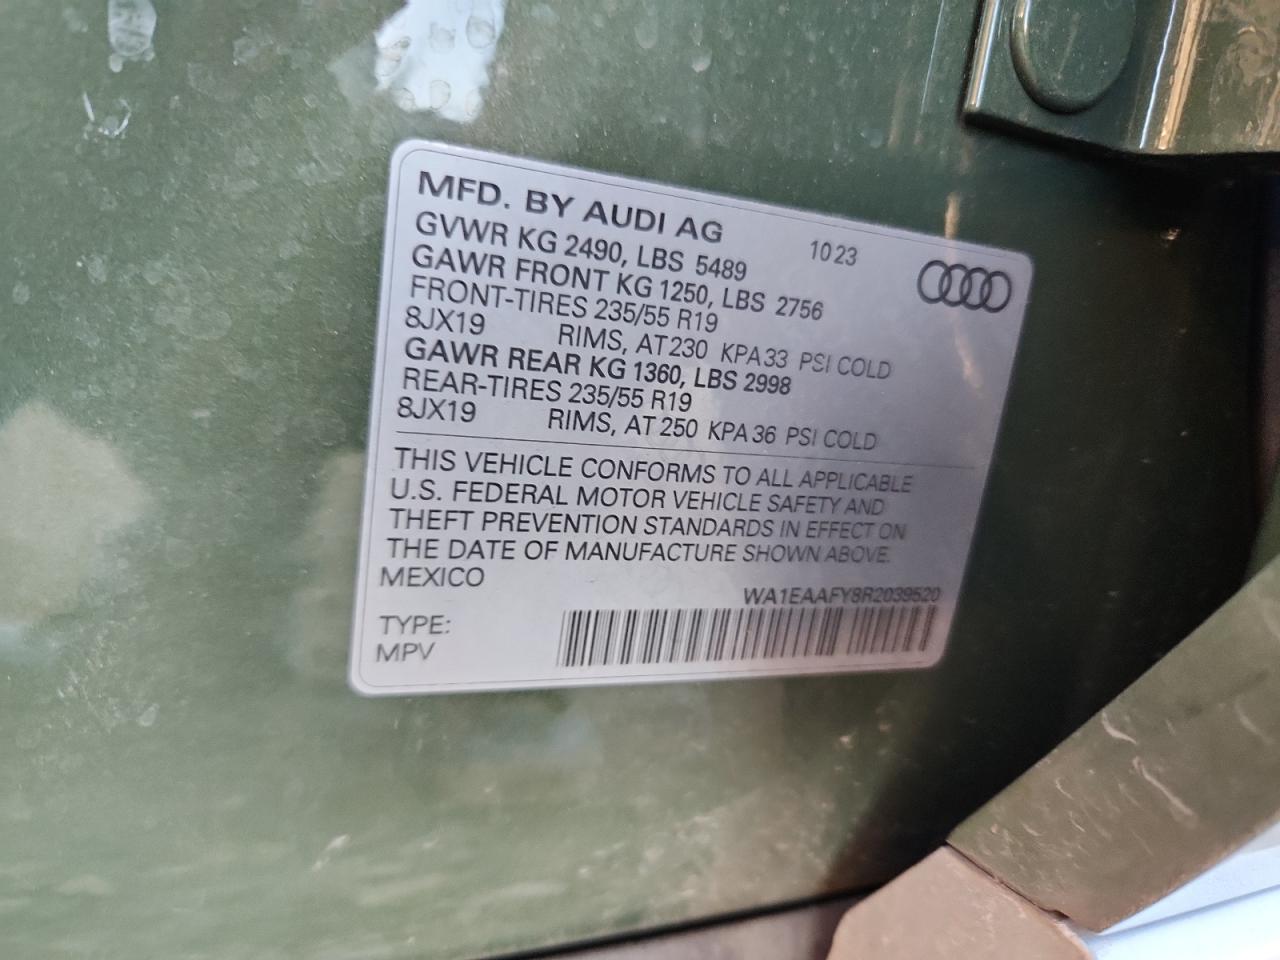 MFD. BY AUDI AG 10 23
GVWR KG 2490, LBS 5489
GAWR FRONT KG 1250, LBS 2756
FRONT-TIRES 235/55 R19
8JX19 RIMS, AT 230 KPA 33 PSI COLD
GAWR REAR KG 1360, LBS 2998
REAR-TIRES 235/55 R19
8JX19 RIMS, AT 250 KPA 36 PSI COLD
THIS VEHICLE CONFORMS TO ALL APPLICABLE
U.S. FEDERAL MOTOR VEHICLE SAFETY AND
THEFT PREVENTION STANDARDS IN EFFECT ON
THE DATE OF MANUFACTURE SHOWN ABOVE.
MEXICO
WA1EAAFY8R2039520
TYPE:
MPV